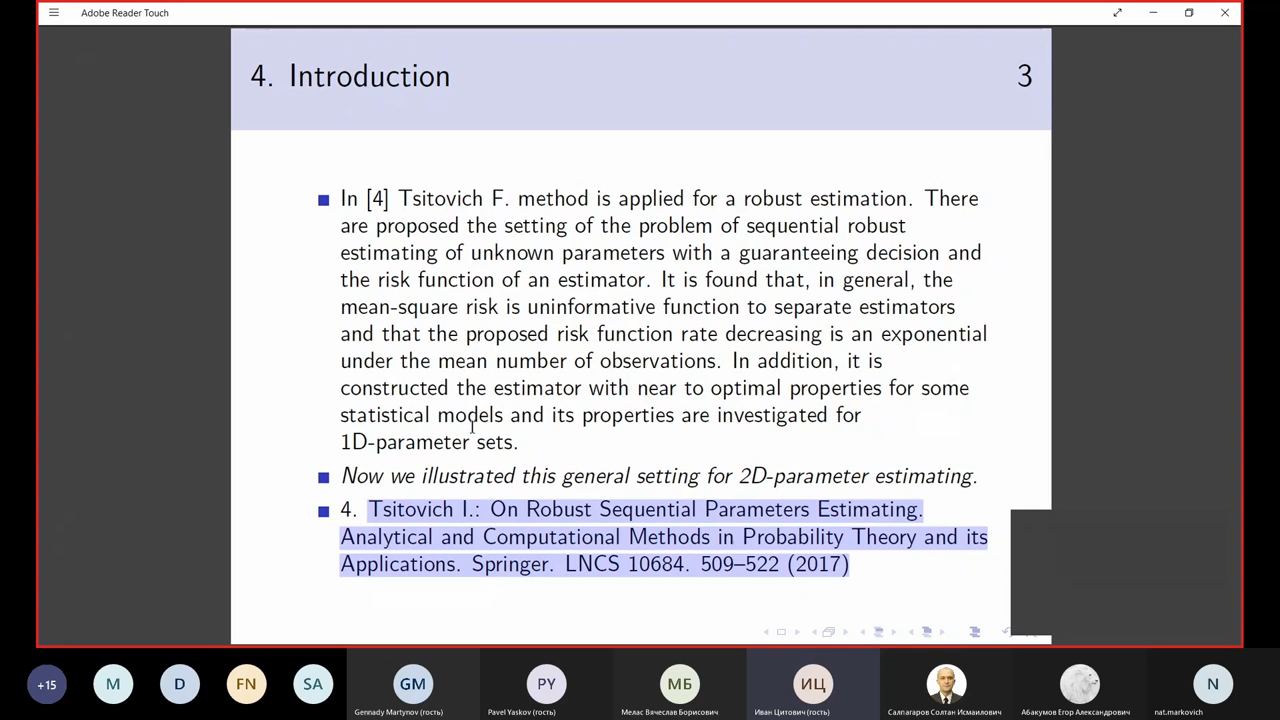 Adobe Reader Touch
4. Introduction
3
In [4] Tsitovich F. method is applied for a robust estimation. There
are proposed the setting of the problem of sequential robust
estimating of unknown parameters with a guaranteeing decision and
the risk function of an estimator. It is found that, in general, the
mean-square risk is uninformative function to separate estimators
and that the proposed risk function rate decreasing is an exponential
under the mean number of observations. In addition, it is
constructed the estimator with near to optimal properties for some
statistical models and its properties are investigated for
1D-parameter sets.
Now we illustrated this general setting for 2D-parameter estimating.
4. Tsitovich I.: On Robust Sequential Parameters Estimating.
Analytical and Computational Methods in Probability Theory and its
Applications. Springer. LNCS 10684. 509–522 (2017)
+15
M
D
FN
SA
GM
PY
МБ
ИЦ
N
Gennady Martynov (гость)
Pavel Yaskov (гость)
Мелас Вячеслав Борисович
Иван Цитович (гость)
Салпагаров Солтан Исмаилович
Абакумов Егор Александрович
nat.markovich